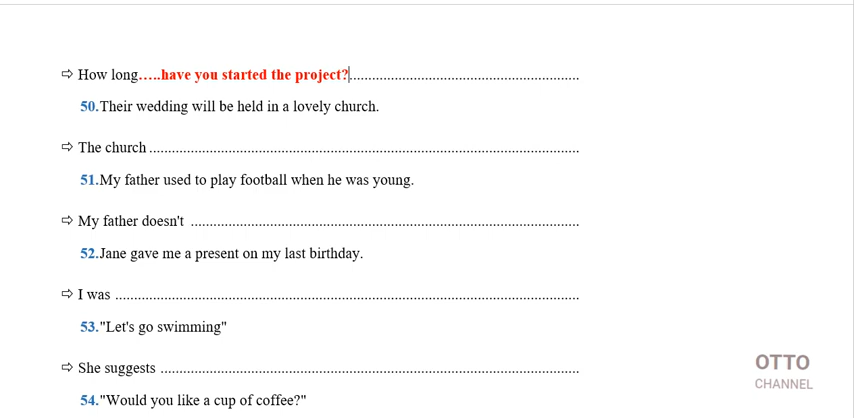 ⇨ How long…..have you started the project?.............................................................
50.Their wedding will be held in a lovely church.
⇨ The church ..................................................................................................................
51.My father used to play football when he was young.
⇨ My father doesn't .......................................................................................................
52.Jane gave me a present on my last birthday.
⇨ I was ...........................................................................................................................
53."Let's go swimming"
⇨ She suggests ...............................................................................................................
54."Would you like a cup of coffee?"
OTTO
CHANNEL